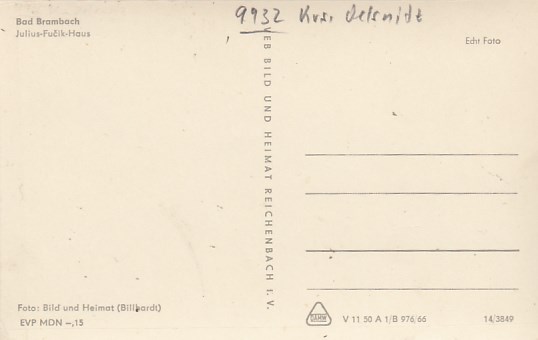 9932 Krs. Oelsnitz
Bad Brambach
Julius-Fučik-Haus
Echt Foto
VEB BILD UND HEIMAT REICHENBACH I. V.
Foto: Bild und Heimat (Billhardt)
EVP MDN –,15
DAMW
V 11 50 A 1/B 976/66
14/3849